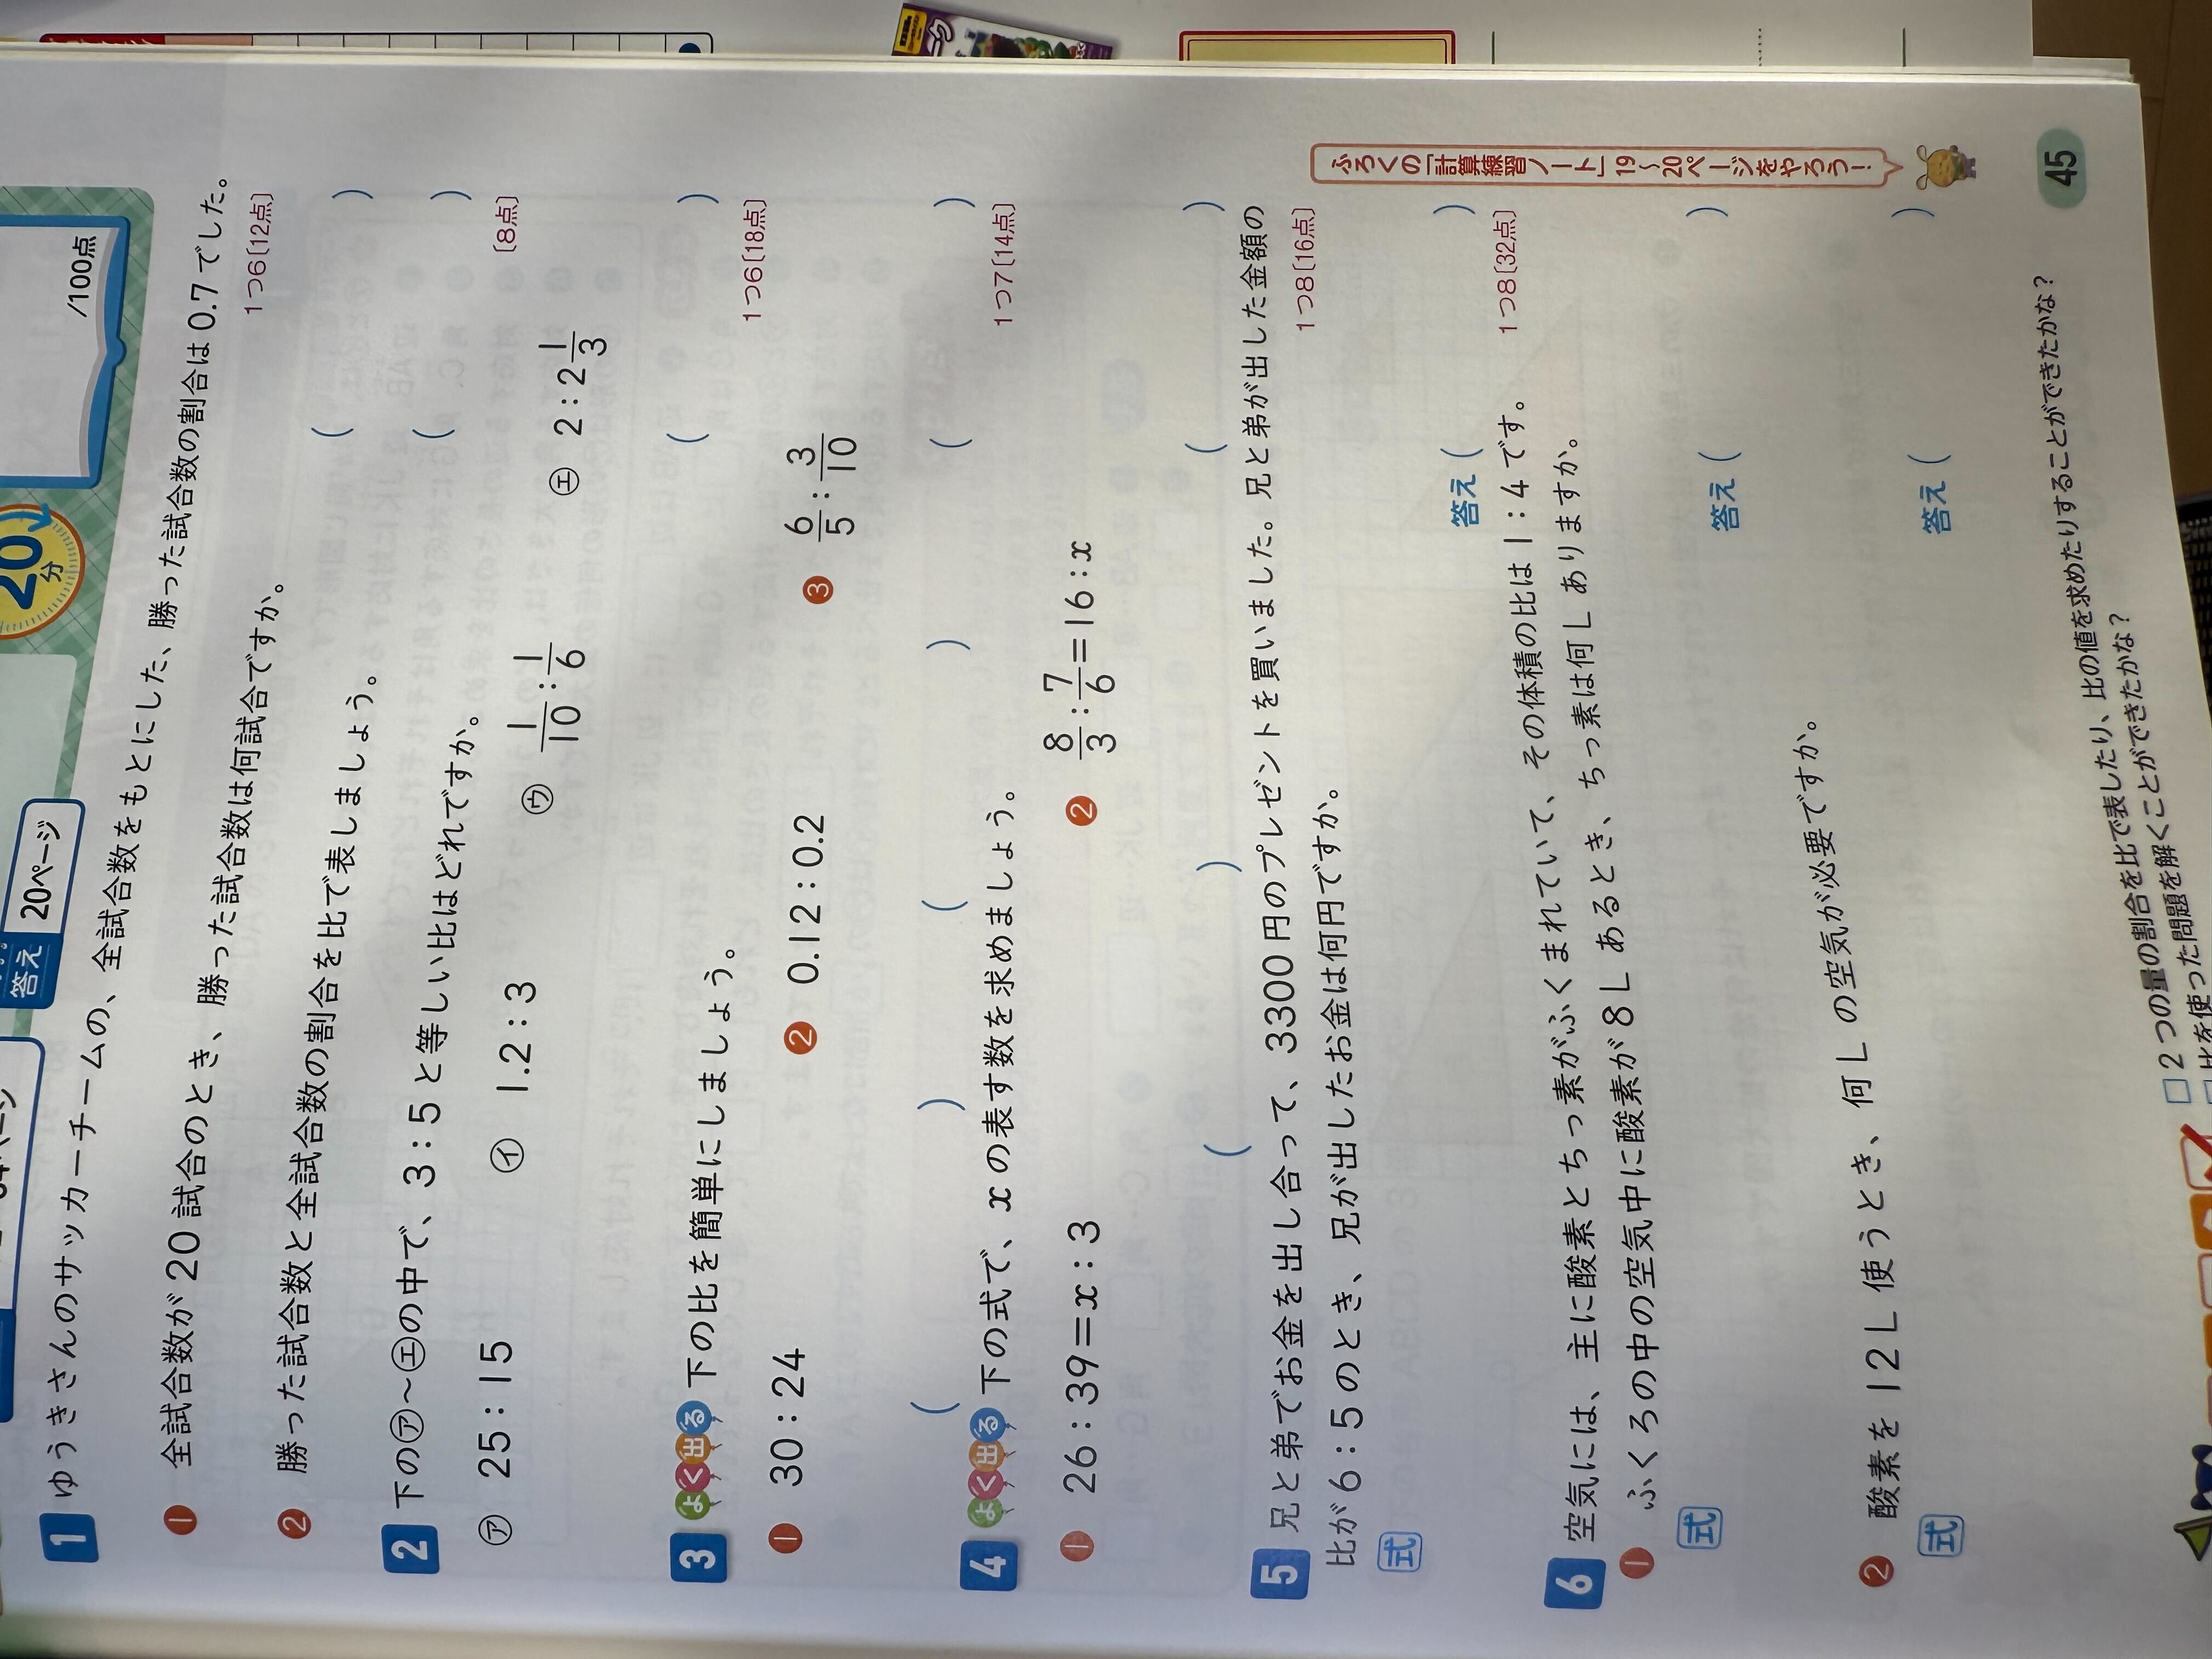 /100点
20分
答え 20ページ
1 ゆうきさんのサッカーチームの、全試合数をもとにした、勝った試合数の割合は0.7でした。
1つ6〔12点〕
❶ 全試合数が20試合のとき、勝った試合数は何試合ですか。
( )
❷ 勝った試合数と全試合数の割合を比で表しましょう。
( )
2 下の㋐~㋓の中で、3:5と等しい比はどれですか。
〔8点〕
㋐ 25:15 ㋑ 1.2:3 ㋒ 1/10:1/6 ㋓ 2:2 1/3
( )
3 よく出る 下の比を簡単にしましょう。
1つ6〔18点〕
❶ 30:24 ❷ 0.12:0.2 ❸ 6/5:3/10
( ) ( ) ( )
4 よく出る 下の式で、xの表す数を求めましょう。
1つ7〔14点〕
❶ 26:39=x:3 ❷ 8/3:7/6=16:x
( ) ( )
5 兄と弟でお金を出し合って、3300円のプレゼントを買いました。兄と弟が出した金額の
比が6:5のとき、兄が出したお金は何円ですか。
1つ8〔16点〕
式
答え ( )
6 空気には、主に酸素とちっ素がふくまれていて、その体積の比は1:4です。
1つ8〔32点〕
❶ ふくろの中の空気中に酸素が8Lあるとき、ちっ素は何Lありますか。
式
答え ( )
❷ 酸素を12L使うとき、何Lの空気が必要ですか。
式
答え ( )
ふろくの「計算練習ノート」19~20ページをやろう!
□2つの量の割合を比で表したり、比の値を求めたりすることができたかな?
□比を使った問題を解くことができたかな?
45